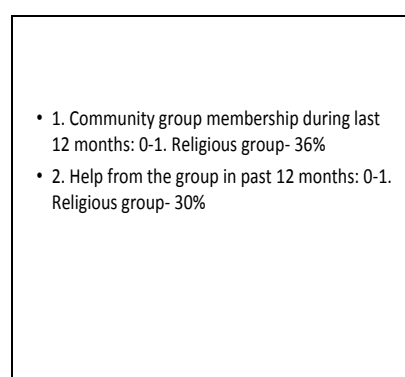 • 1. Community group membership during last
12 months: 0-1. Religious group- 36%
• 2. Help from the group in past 12 months: 0-1.
Religious group- 30%